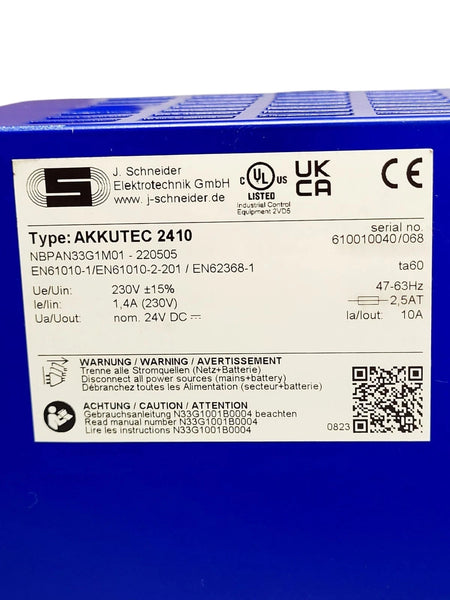 J. Schneider
Elektrotechnik GmbH
www. j-schneider.de
C UL US
LISTED
Industrial Control
Equipment 2VD5
UK
CA
CE
Type: AKKUTEC 2410
serial no.
610010040/068
NBPAN33G1M01 - 220505
EN61010-1/EN61010-2-201 / EN62368-1
ta60
Ue/Uin: 230V ±15% 47-63Hz
Ie/Iin: 1,4A (230V) 2,5AT
Ua/Uout: nom. 24V DC Ia/Iout: 10A
WARNUNG / WARNING / AVERTISSEMENT
Trenne alle Stromquellen (Netz+Batterie)
Disconnect all power sources (mains+battery)
Débranchez toutes les Alimentation (secteur+batterie)
ACHTUNG / CAUTION / ATTENTION
Gebrauchsanleitung N33G1001B0004 beachten
Read manual number N33G1001B0004
Lire les instructions N33G1001B0004
0823